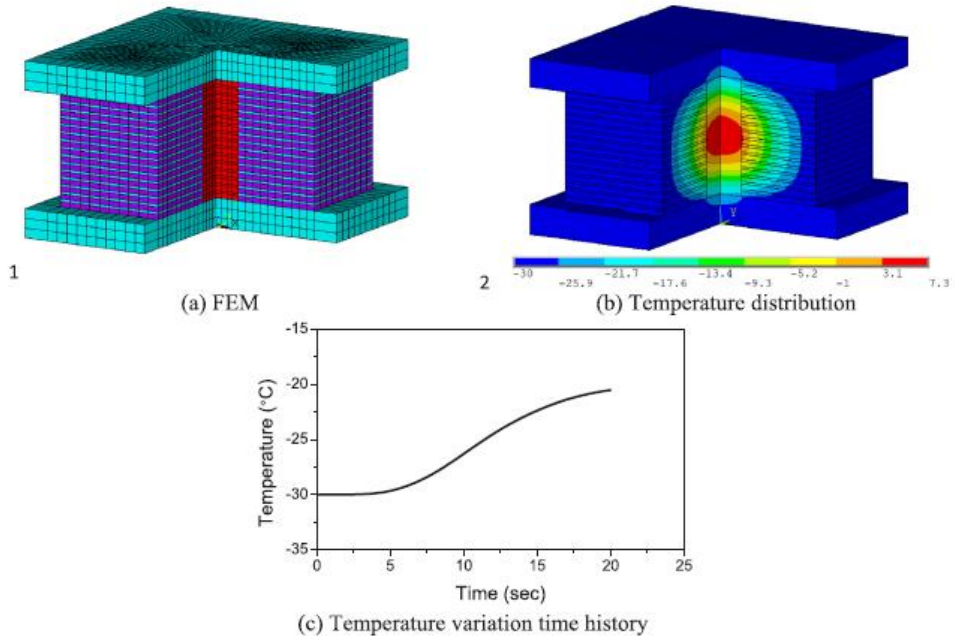 1
2
Y
-30
-25.9
-21.7
-17.6
-13.4
-9.3
-5.2
-1
3.1
7.3
(a) FEM
(b) Temperature distribution
-15
-20
-25
-30
-35
Temperature (°C)
0 5 10 15 20 25
Time (sec)
(c) Temperature variation time history